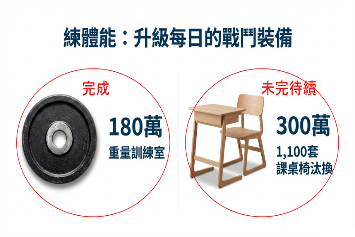 練體能：升級每日的戰鬥裝備
完成
180萬
重量訓練室
未完待續
300萬
1,100套
課桌椅汰換